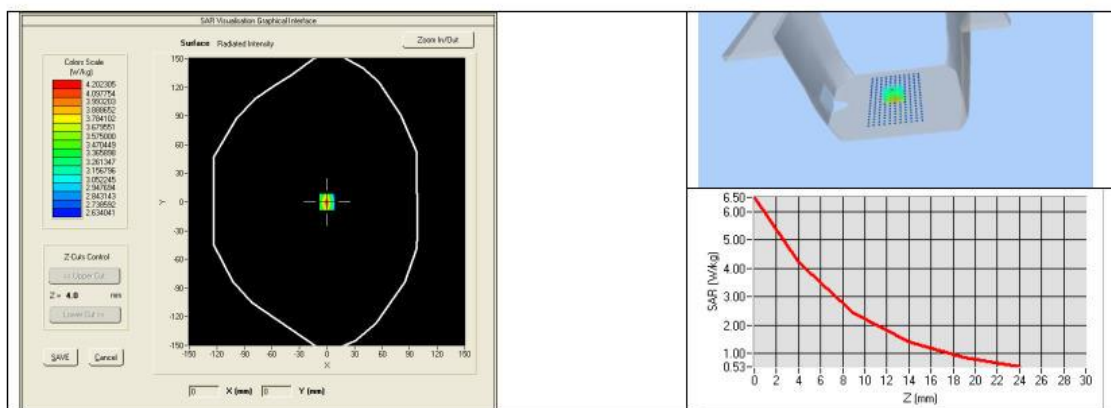 SAR Visualisation Graphical Interface
Surface Radiated Intensity
Zoom In/Out
Colors Scale
(W/kg)
4.202305
4.097754
3.993203
3.888652
3.784102
3.679551
3.575000
3.470449
3.365898
3.261347
3.156796
3.052245
2.947694
2.843143
2.738592
2.634041
150
120
90
60
30
Y 0
-30
-60
-90
-120
-150
-150 -120 -90 -60 -30 0 30 60 90 120 150
X
Z-Cuts Control
<< Upper Cut
Z = 4.0 mm
Lower Cut >>
SAVE Cancel
0 X (mm) 0 Y (mm)
6.50
6.00
5.00
4.00
3.00
2.00
1.00
0.53
SAR (W/kg)
0 2 4 6 8 10 12 14 16 18 20 22 24 26 28 30
Z (mm)